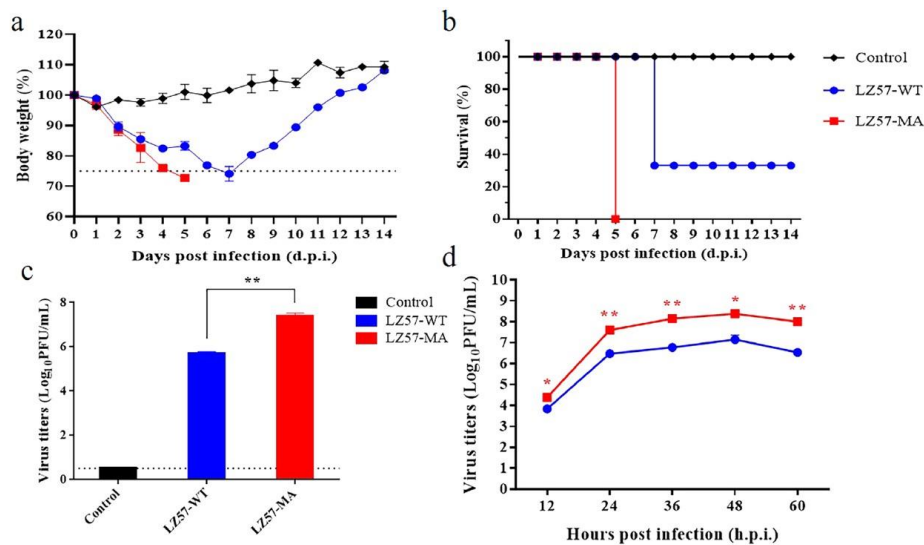 a
Body weight (%)
120
110
100
90
80
70
60
0 1 2 3 4 5 6 7 8 9 10 11 12 13 14
Days post infection (d.p.i.)
b
Survival (%)
100
80
60
40
20
0
0 1 2 3 4 5 6 7 8 9 10 11 12 13 14
Days post infection (d.p.i.)
Control
LZ57-WT
LZ57-MA
c
Virus titers (Log10PFU/mL)
8
6
4
2
0
**
Control
LZ57-WT
LZ57-MA
Control
LZ57-WT
LZ57-MA
d
Virus titers (Log10PFU/mL)
10
9
8
7
6
5
4
3
2
1
0
* ** ** * **
12 24 36 48 60
Hours post infection (h.p.i.)